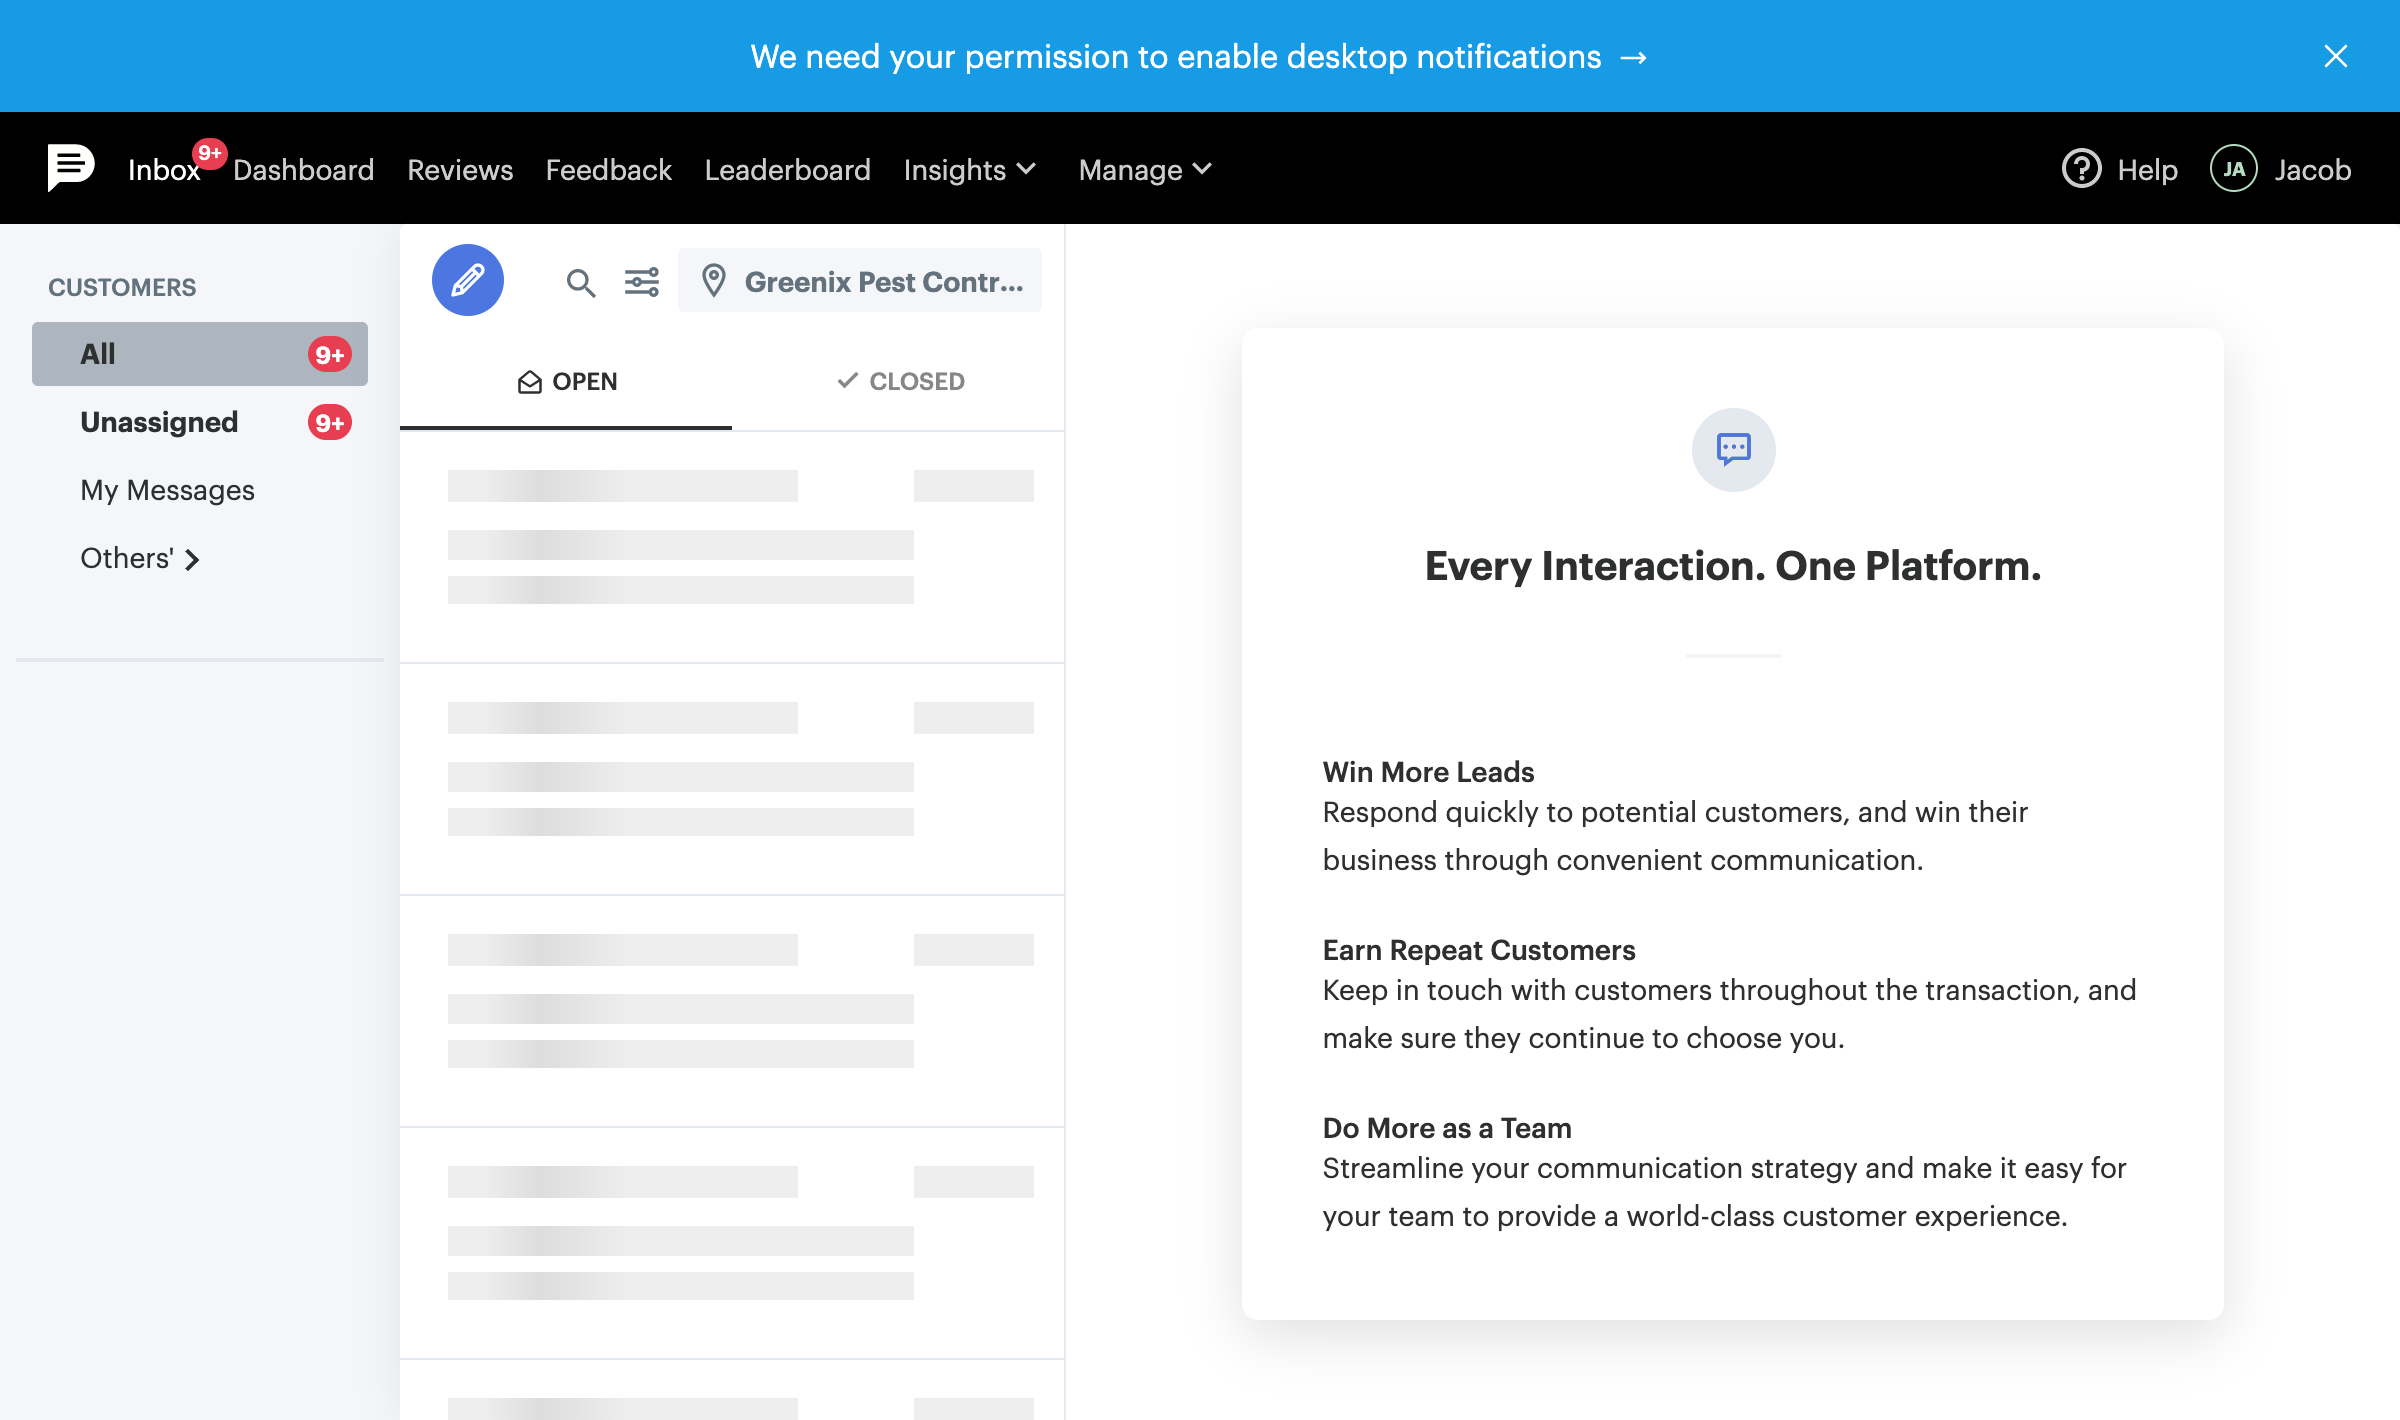 We need your permission to enable desktop notifications →
Inbox 9+ Dashboard Reviews Feedback Leaderboard Insights Manage Help JA Jacob
CUSTOMERS
All 9+
Unassigned 9+
My Messages
Others'
Greenix Pest Contr...
OPEN CLOSED
Every Interaction. One Platform.
Win More Leads
Respond quickly to potential customers, and win their
business through convenient communication.
Earn Repeat Customers
Keep in touch with customers throughout the transaction, and
make sure they continue to choose you.
Do More as a Team
Streamline your communication strategy and make it easy for
your team to provide a world-class customer experience.